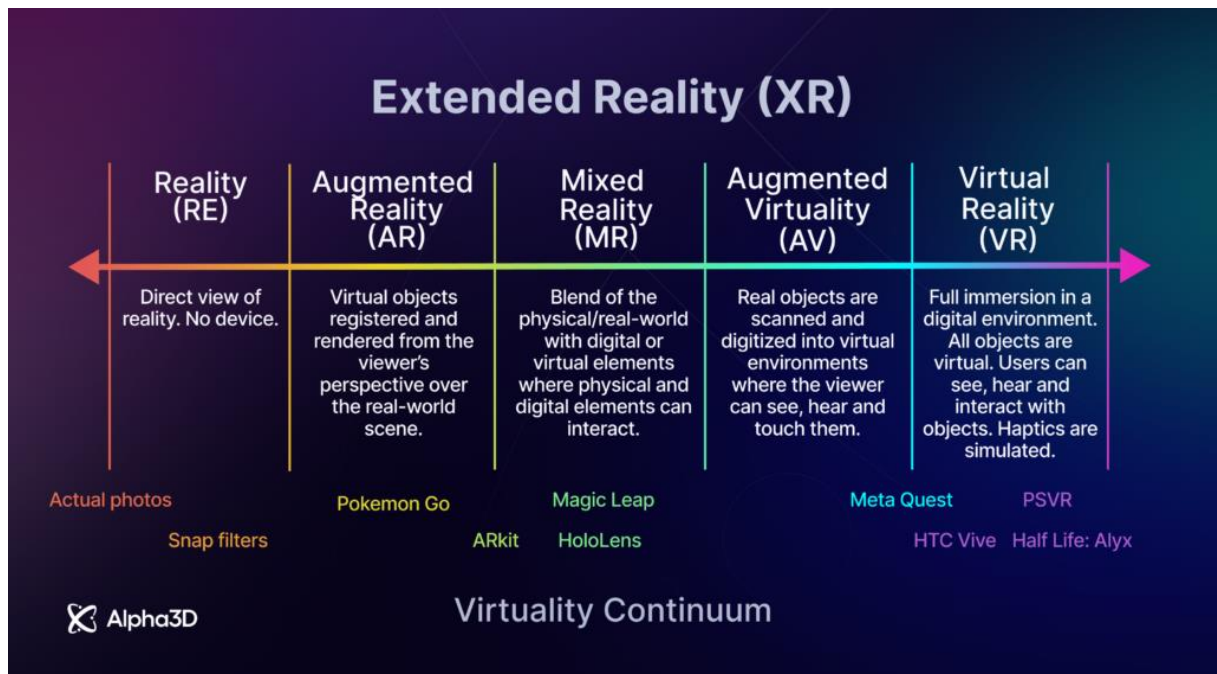 Extended Reality (XR)
Reality
(RE)
Augmented
Reality
(AR)
Mixed
Reality
(MR)
Augmented
Virtuality
(AV)
Virtual
Reality
(VR)
Direct view of
reality. No device.
Virtual objects
registered and
rendered from the
viewer's
perspective over
the real-world
scene.
Blend of the
physical/real-world
with digital or
virtual elements
where physical and
digital elements can
interact.
Real objects are
scanned and
digitized into virtual
environments
where the viewer
can see, hear and
touch them.
Full immersion in a
digital environment.
All objects are
virtual. Users can
see, hear and
interact with
objects. Haptics are
simulated.
Actual photos
Snap filters
Pokemon Go
ARkit
Magic Leap
HoloLens
Meta Quest
HTC Vive
PSVR
Half Life: Alyx
Alpha3D
Virtuality Continuum